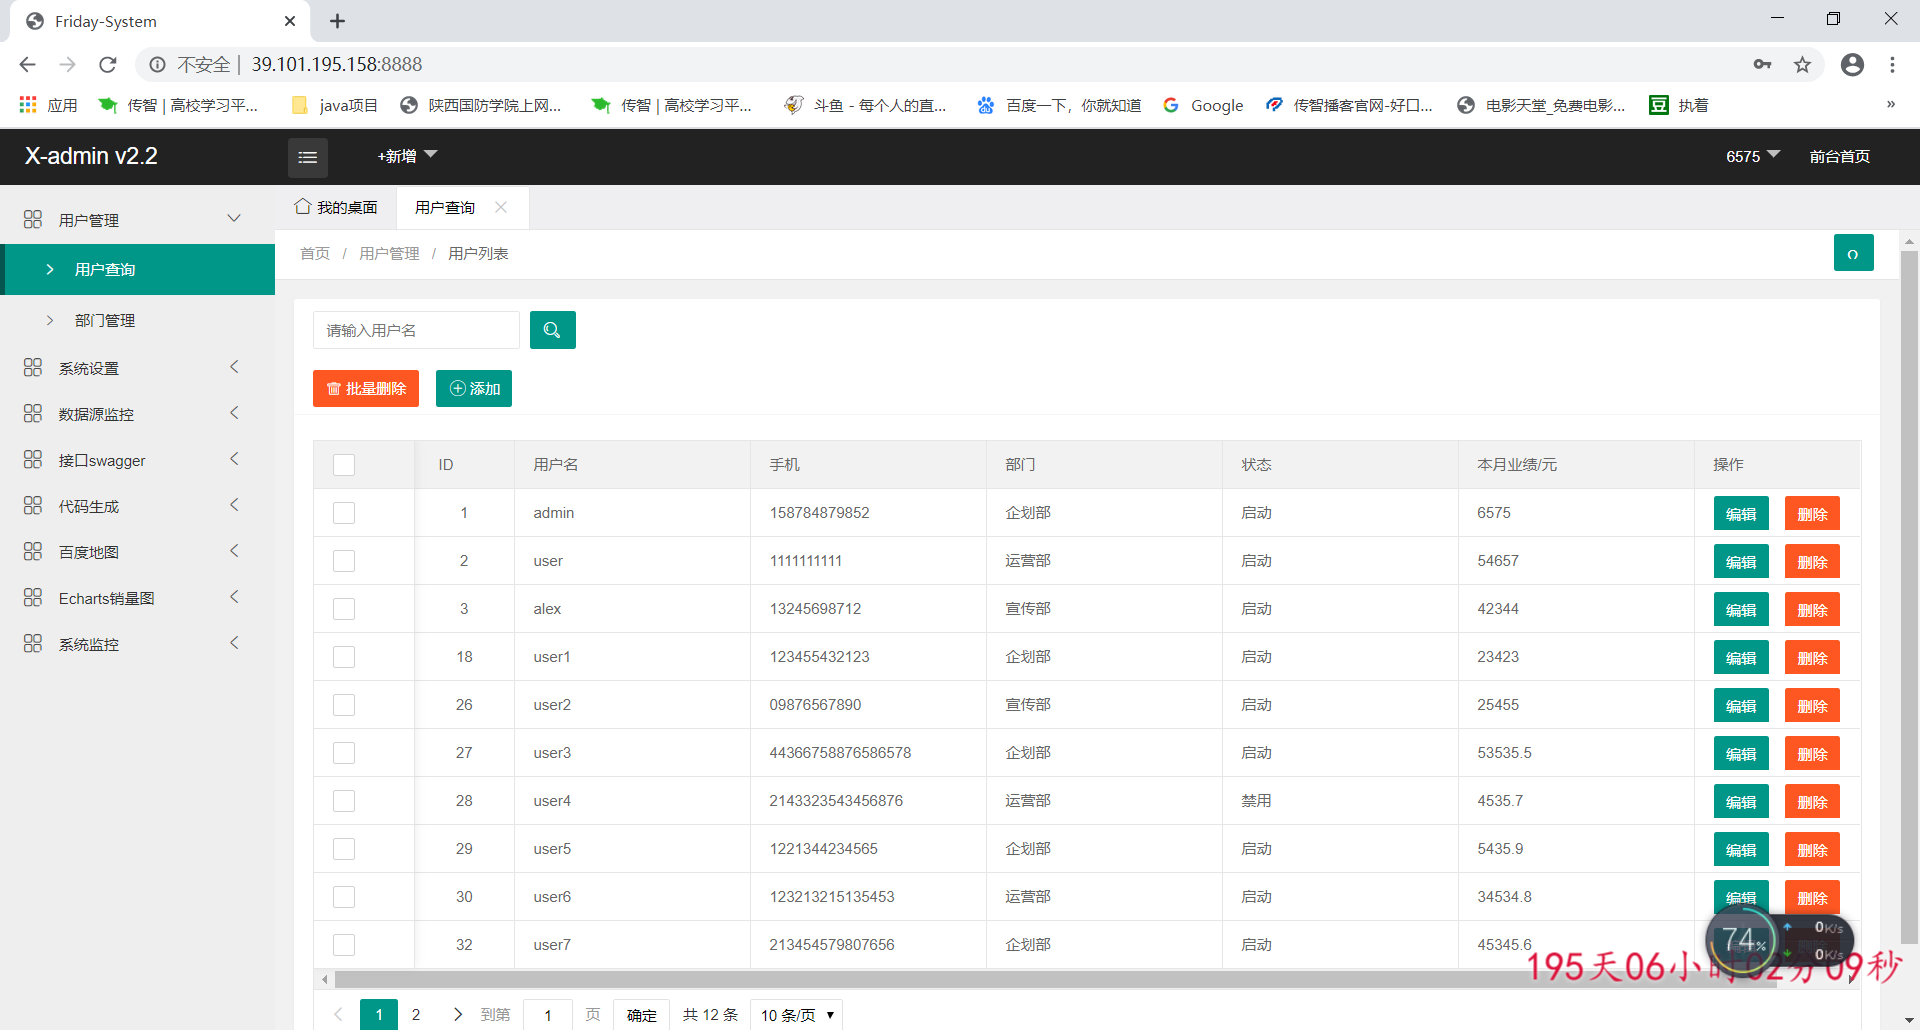 Friday-System
不安全 | 39.101.195.158:8888
应用 传智 | 高校学习平... java项目 陕西国防学院上网... 传智 | 高校学习平... 斗鱼 - 每个人的直... 百度一下，你就知道 Google 传智播客官网-好口... 电影天堂_免费电影... 豆 执着 »
X-admin v2.2 +新增 6575 前台首页
用户管理
用户查询
部门管理
系统设置
数据源监控
接口swagger
代码生成
百度地图
Echarts销量图
系统监控
我的桌面 用户查询
首页 / 用户管理 / 用户列表
请输入用户名
批量删除 添加
ID 用户名 手机 部门 状态 本月业绩/元 操作
1 admin 158784879852 企划部 启动 6575 编辑 删除
2 user 1111111111 运营部 启动 54657 编辑 删除
3 alex 13245698712 宣传部 启动 42344 编辑 删除
18 user1 123455432123 企划部 启动 23423 编辑 删除
26 user2 09876567890 宣传部 启动 25455 编辑 删除
27 user3 44366758876586578 企划部 启动 53535.5 编辑 删除
28 user4 2143323543456876 运营部 禁用 4535.7 编辑 删除
29 user5 1221344234565 企划部 启动 5435.9 编辑 删除
30 user6 123213215135453 运营部 启动 34534.8 编辑 删除
32 user7 213454579807656 企划部 启动 45345.6
74% 0K/s
0K/s
195天06小时02分09秒
1 2 到第 1 页 确定 共 12 条 10 条/页